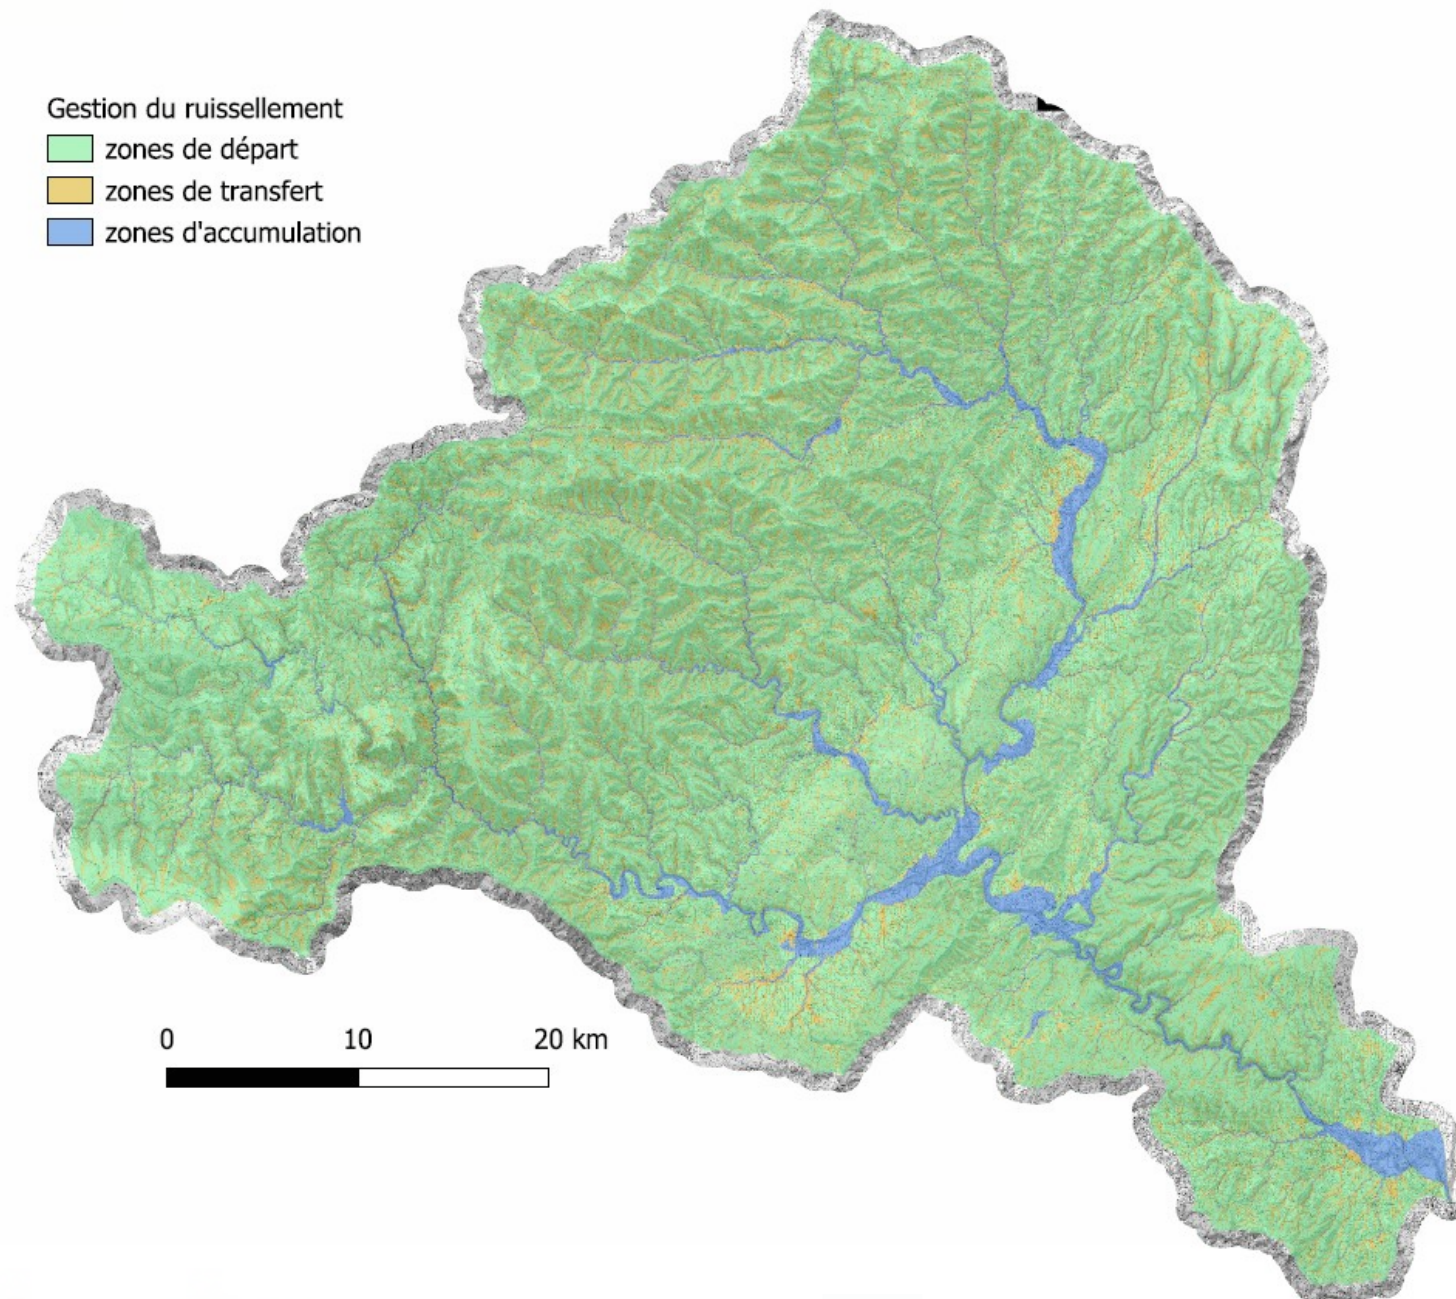 Gestion du ruissellement
zones de départ
zones de transfert
zones d'accumulation
0 10 20 km